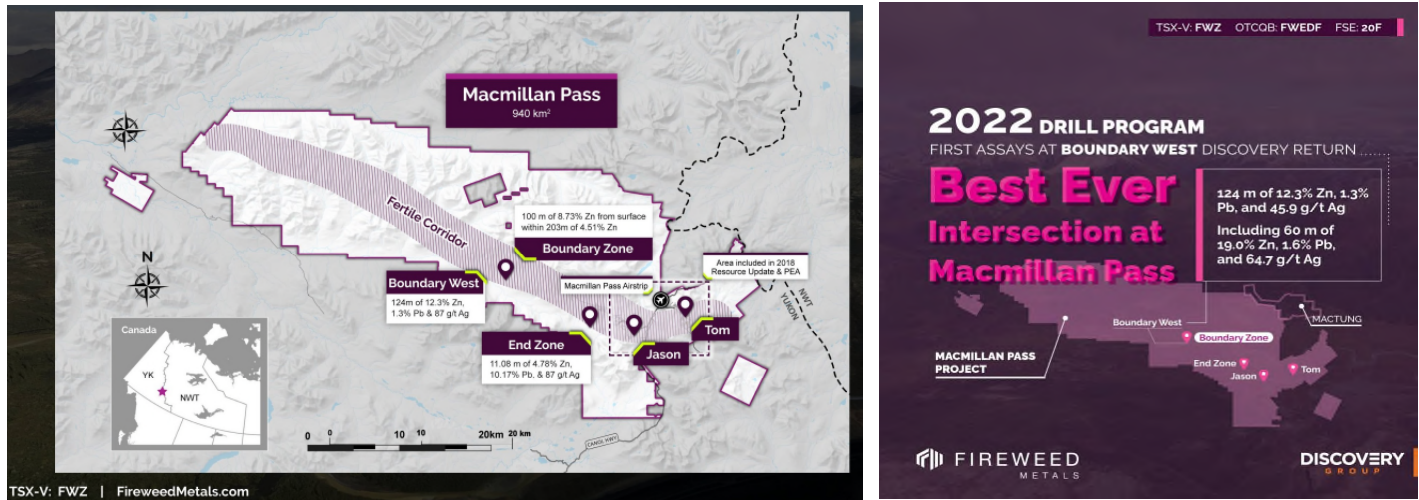 Macmillan Pass
940 km²
N
Fertile Corridor
100 m of 8.73% Zn from surface
within 203m of 4.51% Zn
Boundary Zone
Boundary West
124m of 12.3% Zn,
1.3% Pb & 87 g/t Ag
Area included in 2018
Resource Update & PEA
Macmillan Pass Airstrip
NWT
YUKON
Tom
Jason
End Zone
11.08 m of 4.78% Zn,
10.17% Pb, & 87 g/t Ag
Canada
YK
NWT
0 0 10 10 20km 20 km
CANOL HWY
TSX-V: FWZ | FireweedMetals.com
TSX-V: FWZ OTCQB: FWEDF FSE: 20F
2022 DRILL PROGRAM
FIRST ASSAYS AT BOUNDARY WEST DISCOVERY RETURN
Best Ever
Intersection at
Macmillan Pass
124 m of 12.3% Zn, 1.3%
Pb, and 45.9 g/t Ag
Including 60 m of
19.0% Zn, 1.6% Pb,
and 64.7 g/t Ag
MACTUNG
Boundary West
Boundary Zone
MACMILLAN PASS
PROJECT
End Zone
Jason
Tom
FIREWEED
METALS
DISCOVERY
GROUP